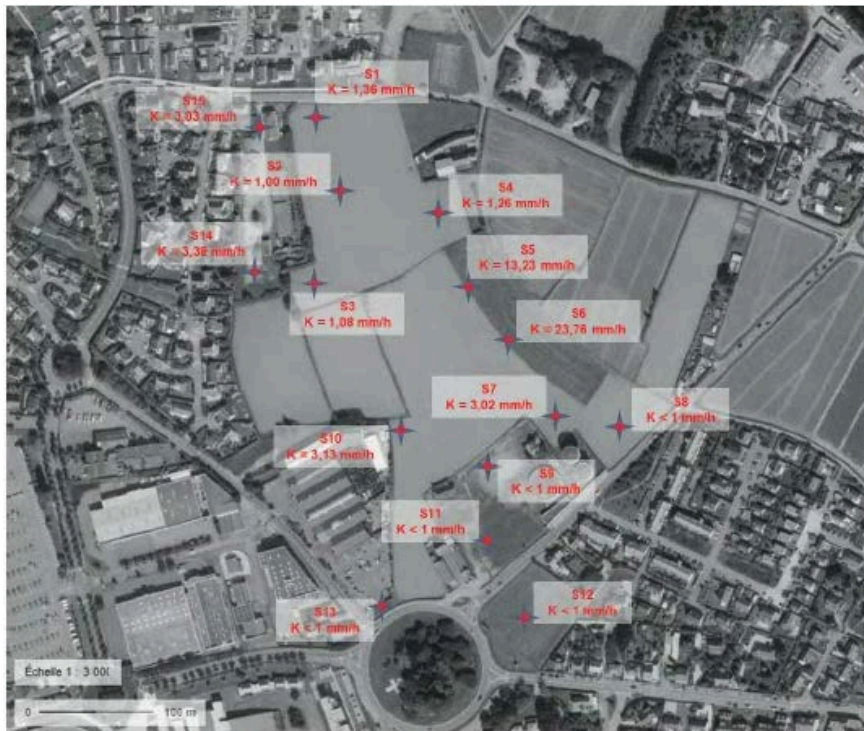 S1
K = 1,36 mm/h
S15
K = 3,03 mm/h
S2
K = 1,00 mm/h
S4
K = 1,26 mm/h
S14
K = 3,36 mm/h
S5
K = 13,23 mm/h
S3
K = 1,08 mm/h
S6
K = 23,76 mm/h
S7
K = 3,02 mm/h
S8
K < 1 mm/h
S10
K = 3,13 mm/h
S9
K < 1 mm/h
S11
K < 1 mm/h
S12
K < 1 mm/h
S13
K < 1 mm/h
Échelle 1 : 3 000
0 100 m